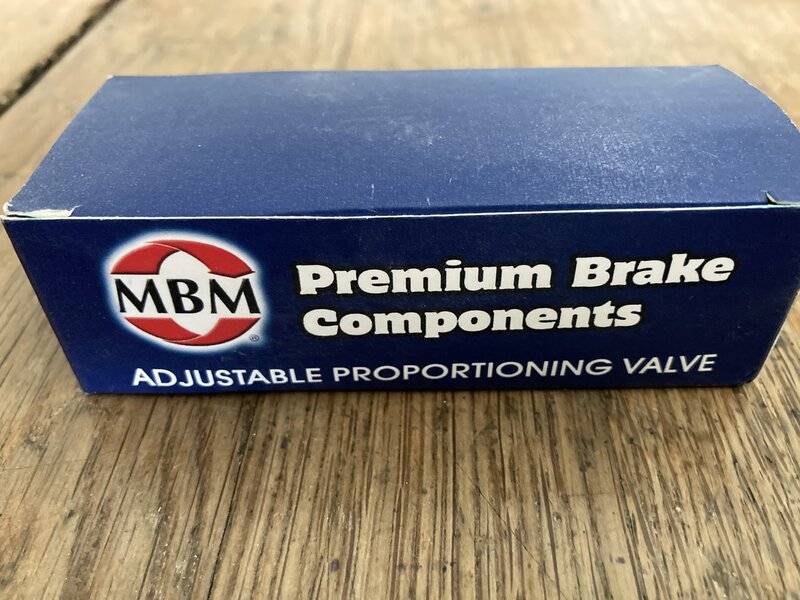 MBM
®
Premium Brake
Components
ADJUSTABLE PROPORTIONING VALVE